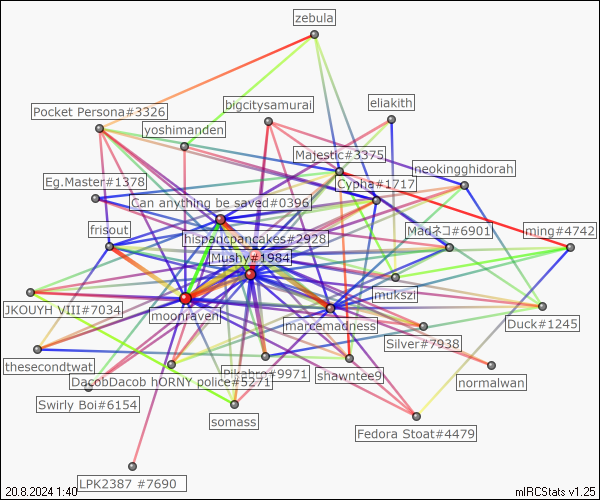 zebula
Pocket Persona#3326
bigcitysamurai
eliakith
yoshimanden
Majestic#3375
neokingghidorah
Eg.Master#1378
Cypha#1717
Can anything be saved#0396
frisout
hispancpancakes#2928
Madネコ#6901
ming#4742
Mushy#1984
mukszi
JKOUYH VIII#7034
moonraven
marcemadness
Duck#1245
Silver#7938
thesecondtwat
DacobDacob hORNY police#5271
shawntee9
normalwan
Swirly Boi#6154
somass
Fedora Stoat#4479
LPK2387 #7690
20.8.2024 1:40
mIRCStats v1.25